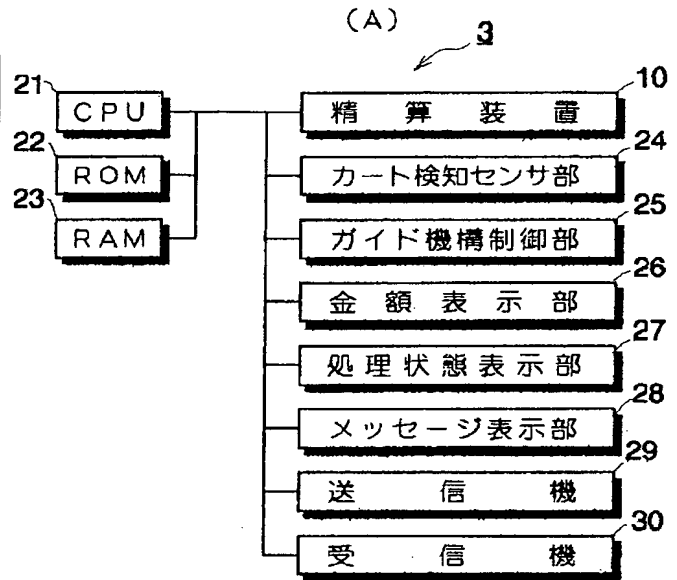 (A)
3
21 CPU
22 ROM
23 RAM
精算装置 10
カート検知センサ部 24
ガイド機構制御部 25
金額表示部 26
処理状態表示部 27
メッセージ表示部 28
送信機 29
受信機 30